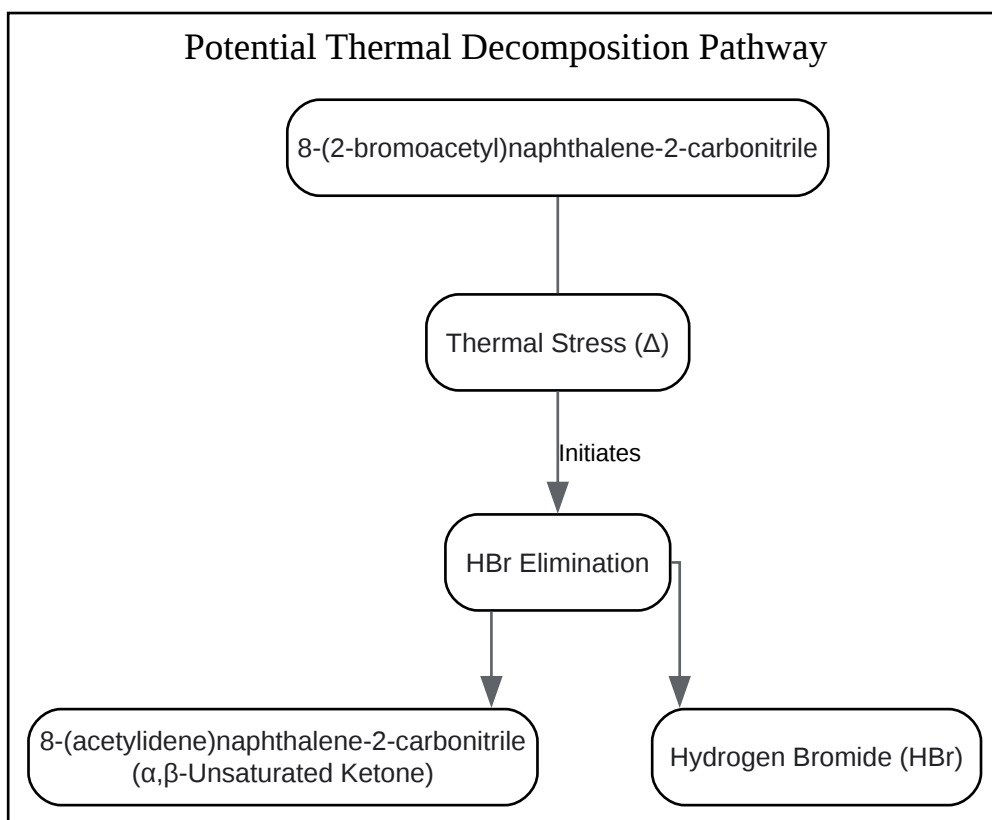 Potential Thermal Decomposition Pathway
8-(2-bromoacetyl)naphthalene-2-carbonitrile
Thermal Stress (Δ)
Initiates
HBr Elimination
8-(acetylidene)naphthalene-2-carbonitrile
(α,β-Unsaturated Ketone)
Hydrogen Bromide (HBr)